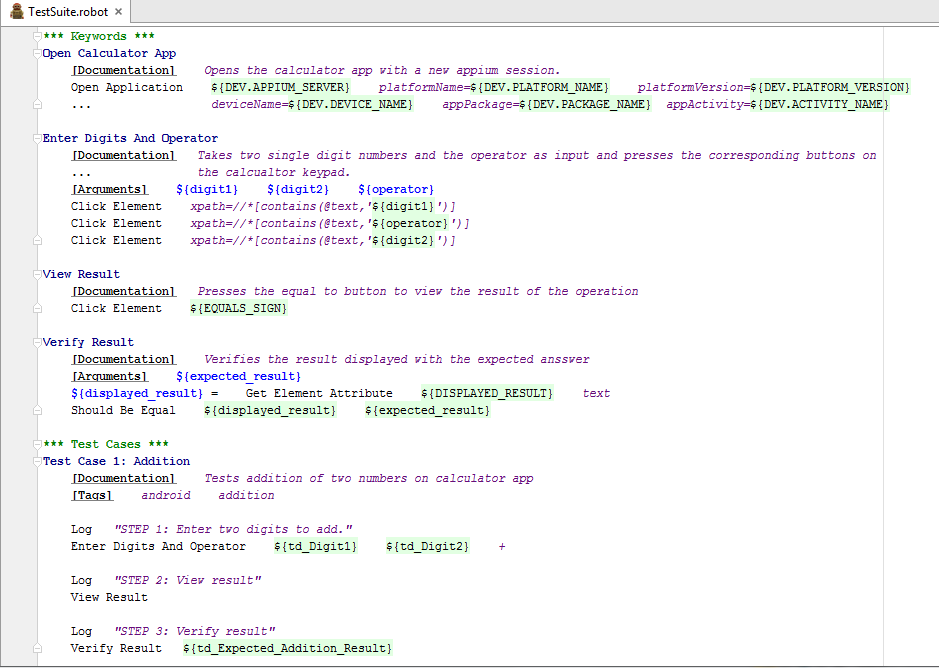 TestSuite.robot ×
*** Keywords ***
Open Calculator App
[Documentation] Opens the calculator app with a new appium session.
Open Application ${DEV.APPIUM_SERVER} platformName=${DEV.PLATFORM_NAME} platformVersion=${DEV.PLATFORM_VERSION}
... deviceName=${DEV.DEVICE_NAME} appPackage=${DEV.PACKAGE_NAME} appActivity=${DEV.ACTIVITY_NAME}
Enter Digits And Operator
[Documentation] Takes two single digit numbers and the operator as input and presses the corresponding buttons on
... the calcualtor keypad.
[Arguments] ${digit1} ${digit2} ${operator}
Click Element xpath=//*[contains(@text,'${digit1}')]
Click Element xpath=//*[contains(@text,'${operator}')]
Click Element xpath=//*[contains(@text,'${digit2}')]
View Result
[Documentation] Presses the equal to button to view the result of the operation
Click Element ${EQUALS_SIGN}
Verify Result
[Documentation] Verifies the result displayed with the expected ansswer
[Arguments] ${expected_result}
${displayed_result} = Get Element Attribute ${DISPLAYED_RESULT} text
Should Be Equal ${displayed_result} ${expected_result}
*** Test Cases ***
Test Case 1: Addition
[Documentation] Tests addition of two numbers on calculator app
[Tags] android addition
Log "STEP 1: Enter two digits to add."
Enter Digits And Operator ${td_Digit1} ${td_Digit2} +
Log "STEP 2: View result"
View Result
Log "STEP 3: Verify result"
Verify Result ${td_Expected_Addition_Result}